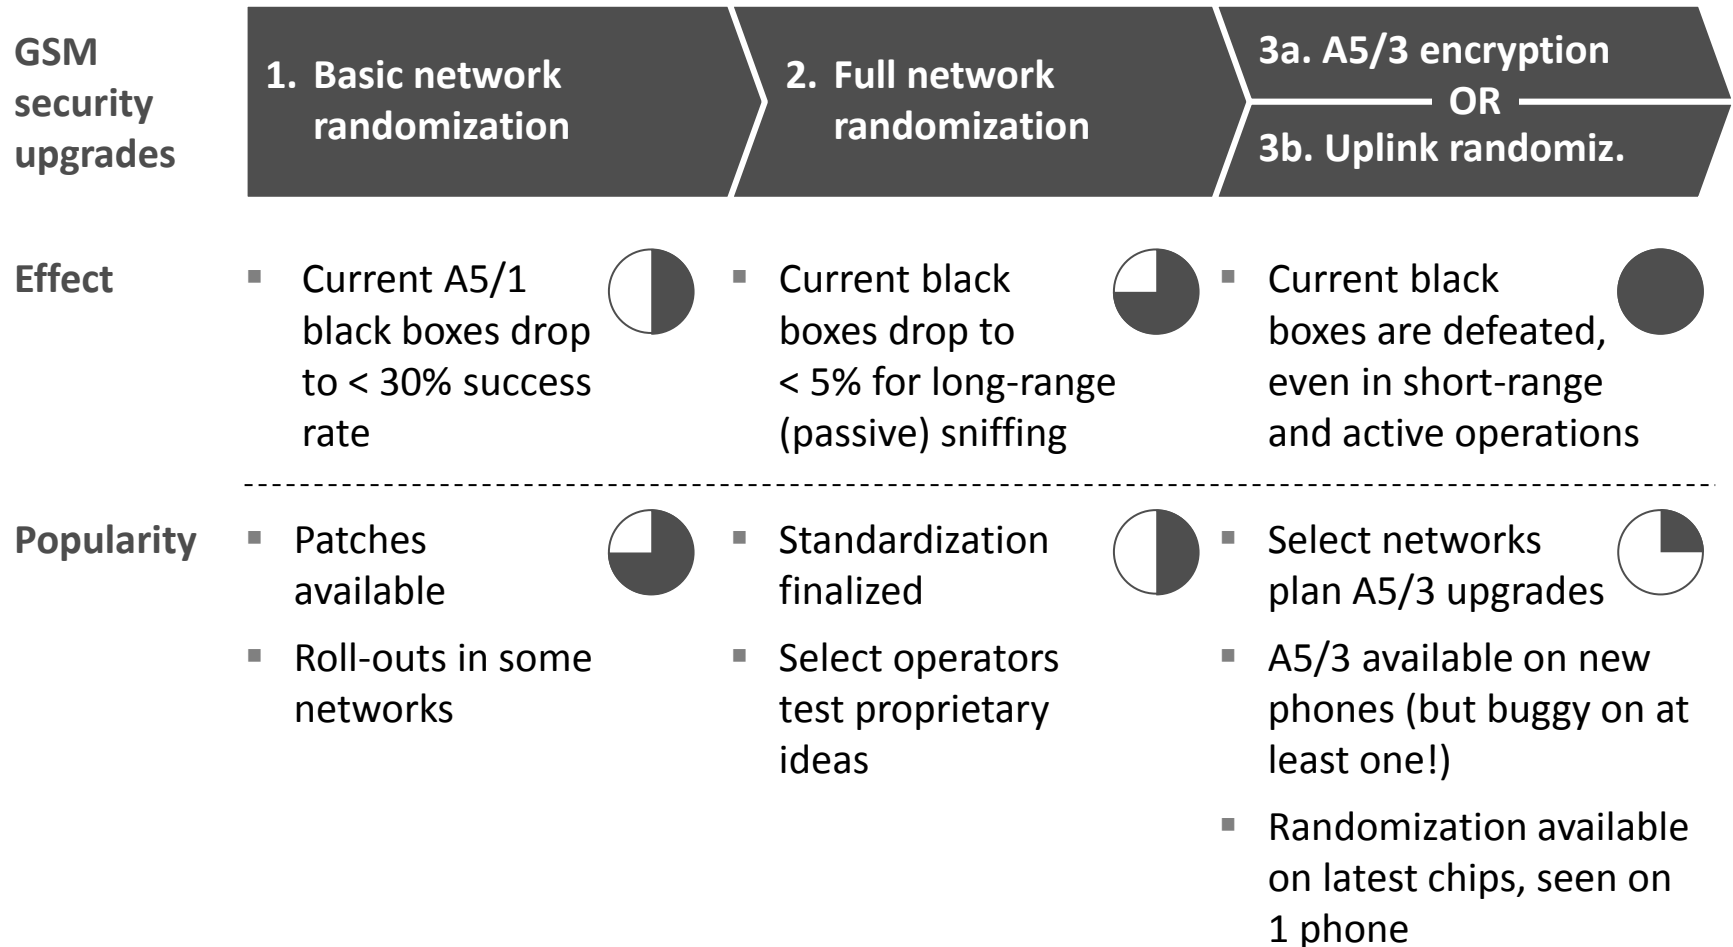 GSM
security
upgrades
1. Basic network
randomization
2. Full network
randomization
3a. A5/3 encryption
OR
3b. Uplink randomiz.
Effect
▪ Current A5/1
black boxes drop
to < 30% success
rate
▪ Current black
boxes drop to
< 5% for long-range
(passive) sniffing
▪ Current black
boxes are defeated,
even in short-range
and active operations
Popularity
▪ Patches
available
▪ Roll-outs in some
networks
▪ Standardization
finalized
▪ Select operators
test proprietary
ideas
▪ Select networks
plan A5/3 upgrades
▪ A5/3 available on new
phones (but buggy on at
least one!)
▪ Randomization available
on latest chips, seen on
1 phone